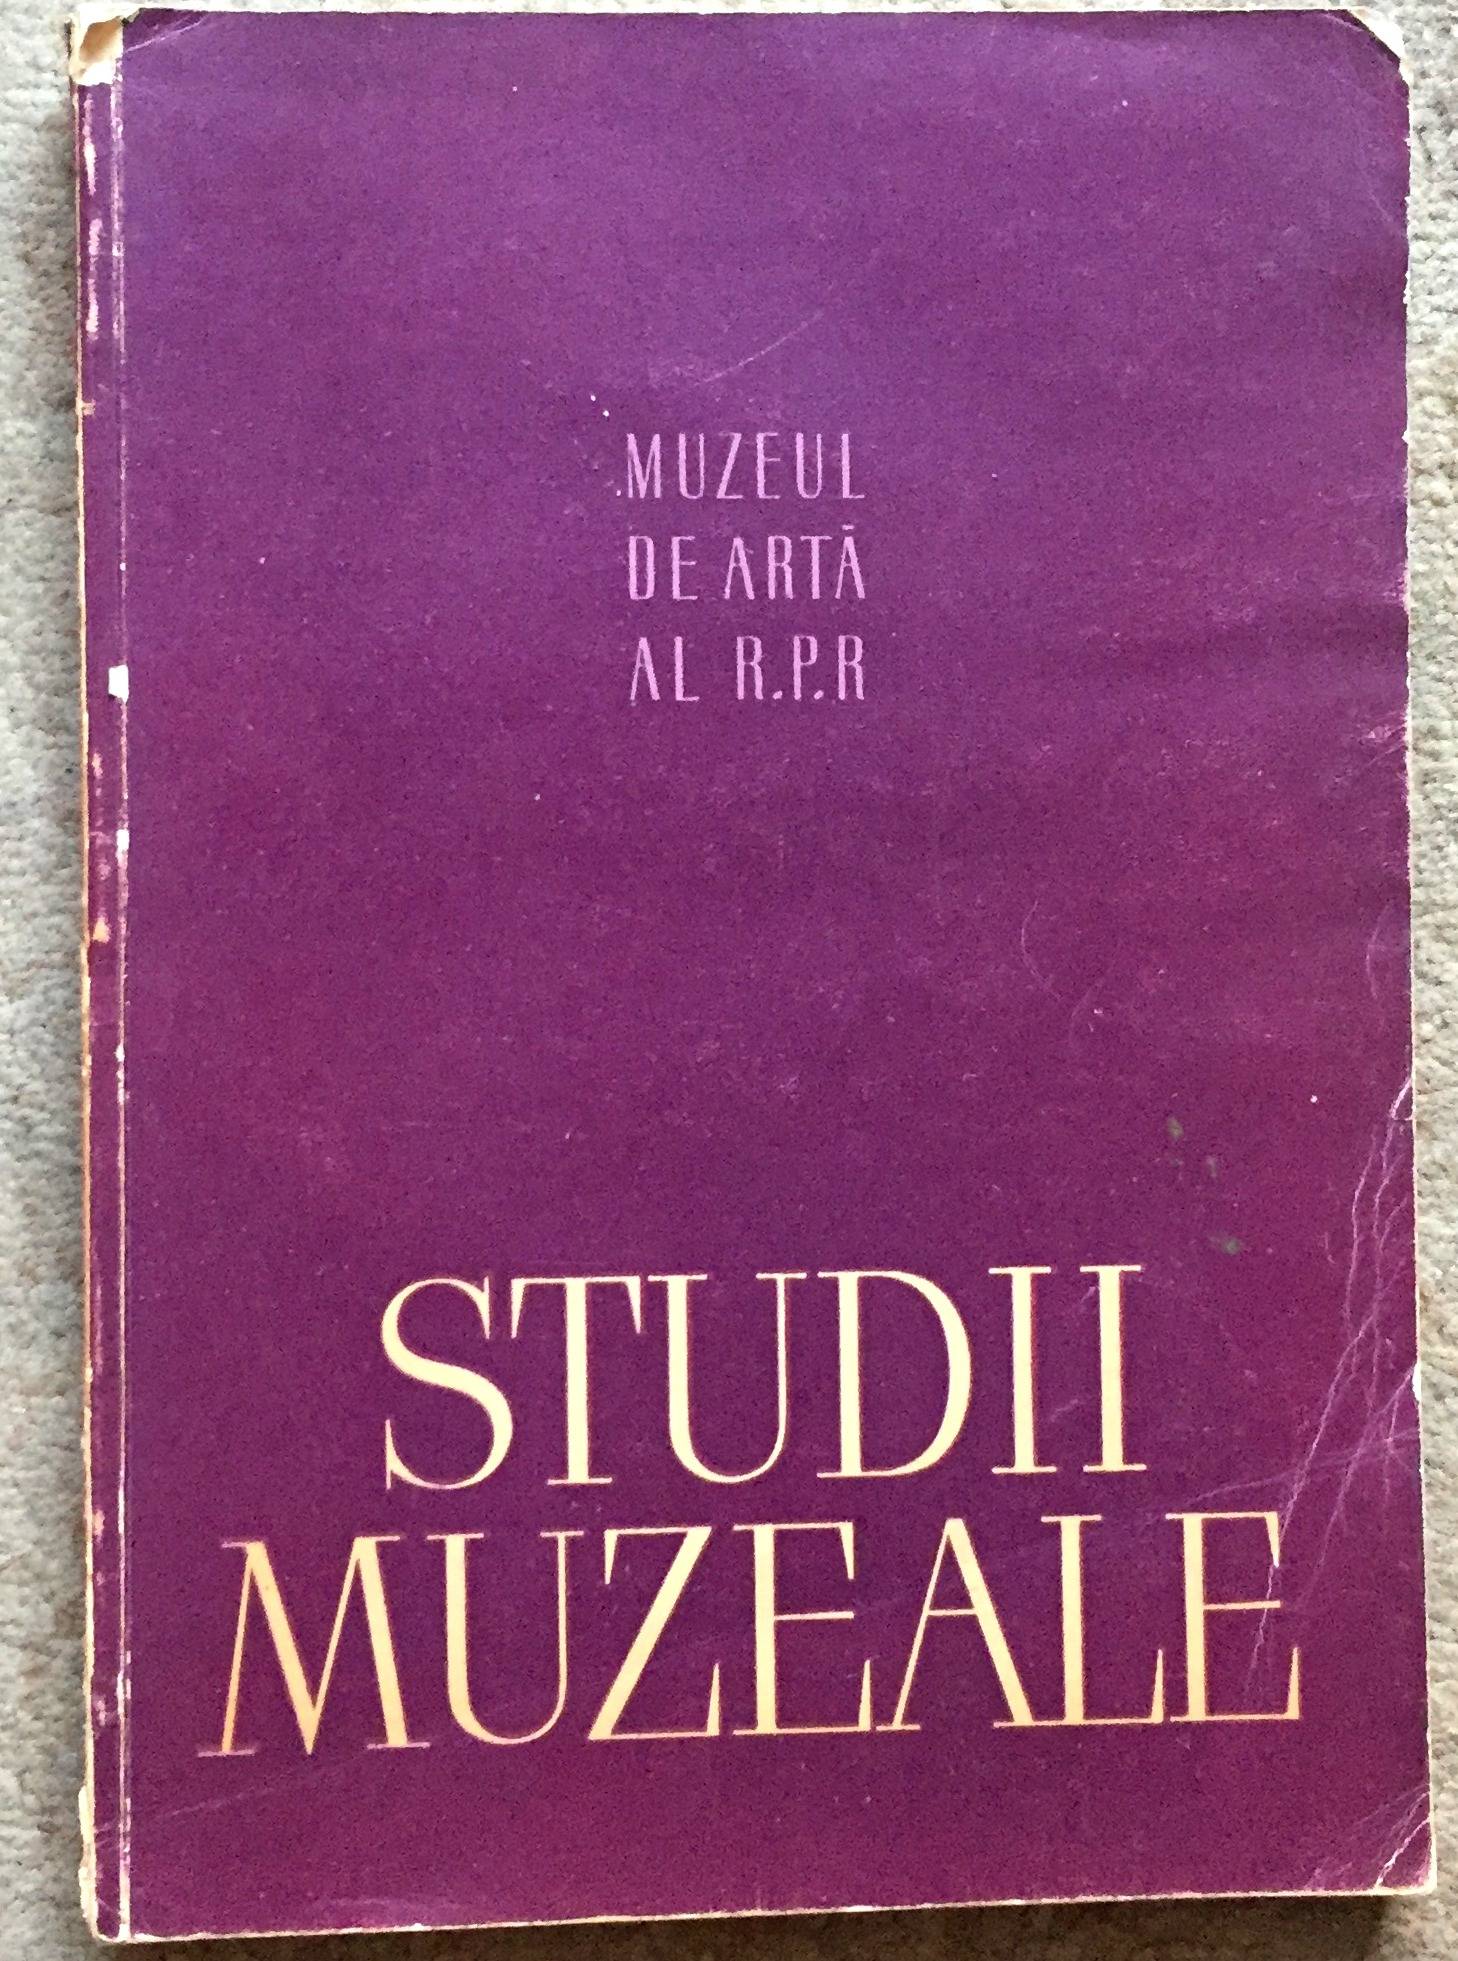 MUZEUL
DE ARTĂ
AL R.P.R
STUDII
MUZEALE